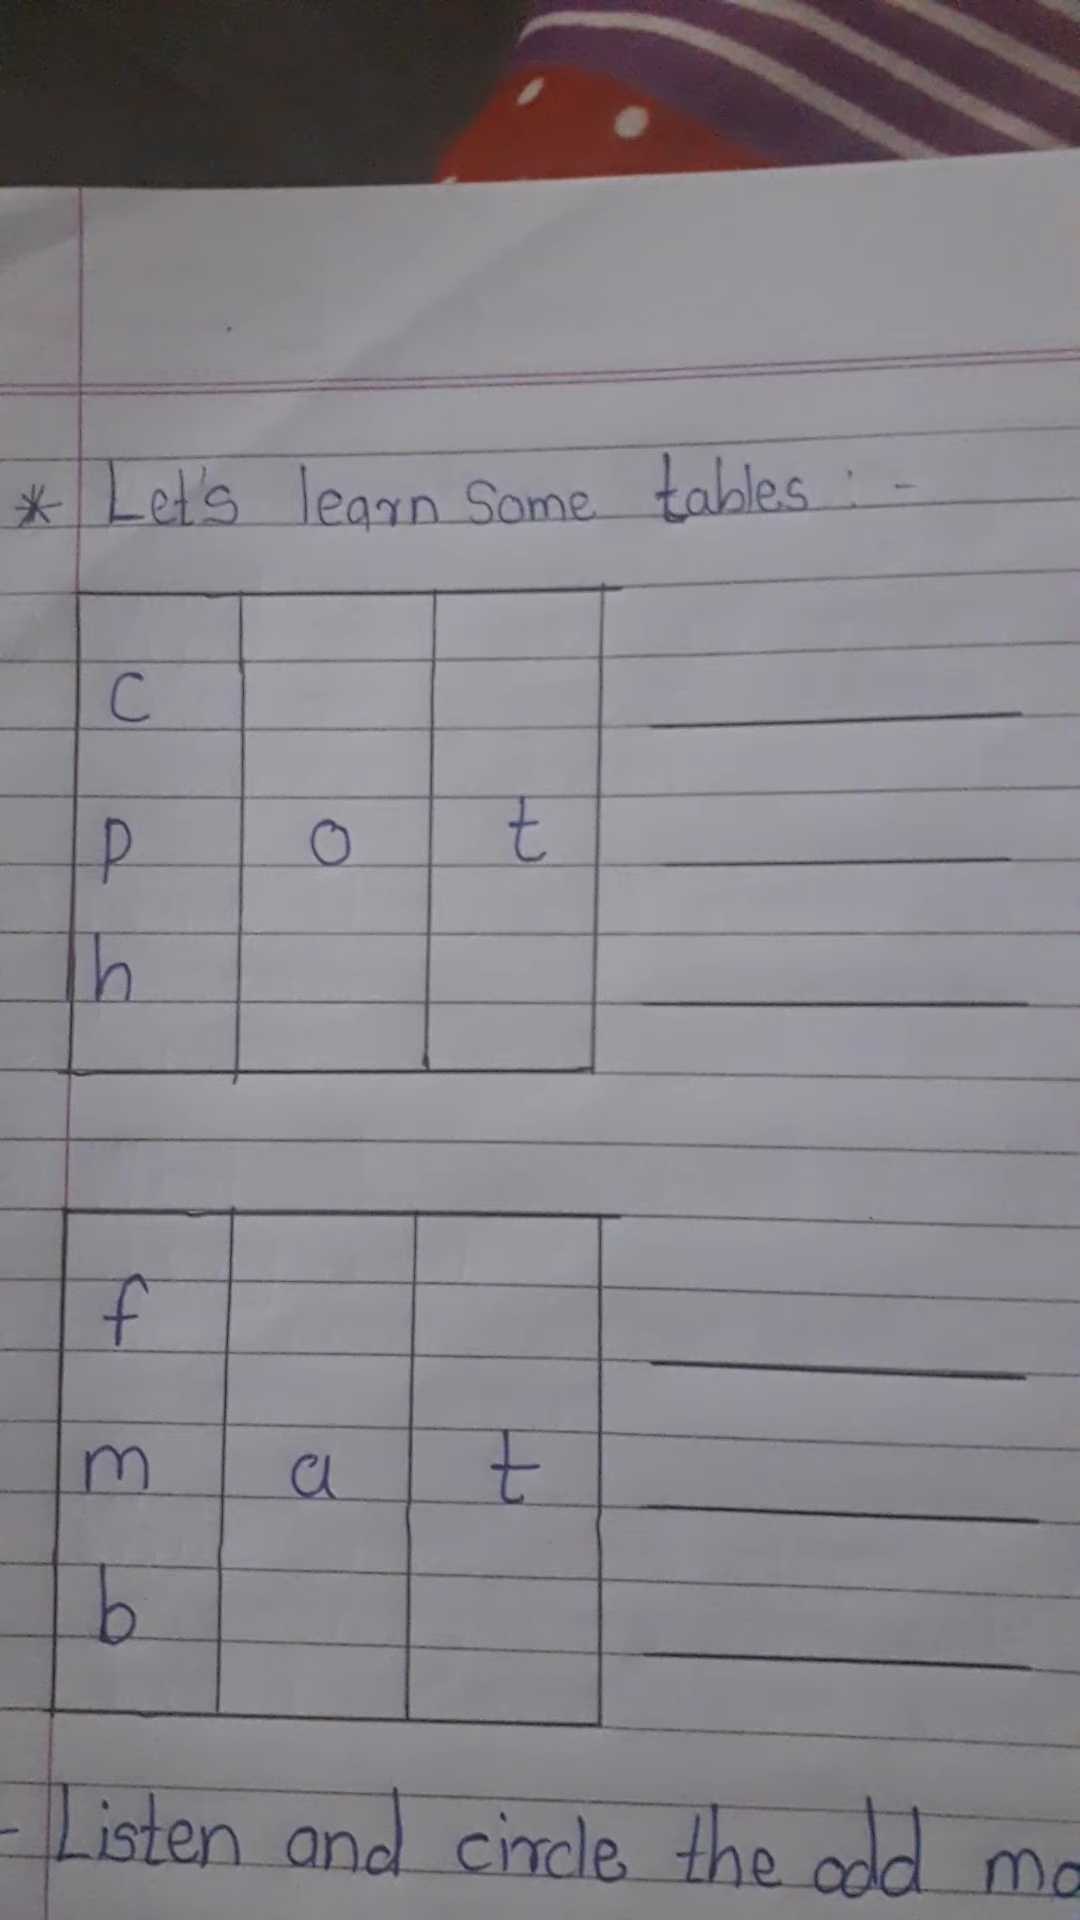 * Let's learn Some tables : -
c
p o t
h
f
m a t
b
- Listen and circle the odd